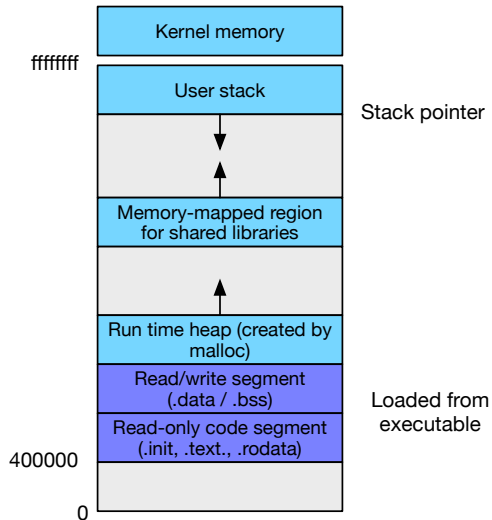 Kernel memory
ffffffff
User stack
Stack pointer
Memory-mapped region
for shared libraries
Run time heap (created by
malloc)
Read/write segment
(.data / .bss)
Loaded from
executable
Read-only code segment
(.init, .text., .rodata)
400000
0